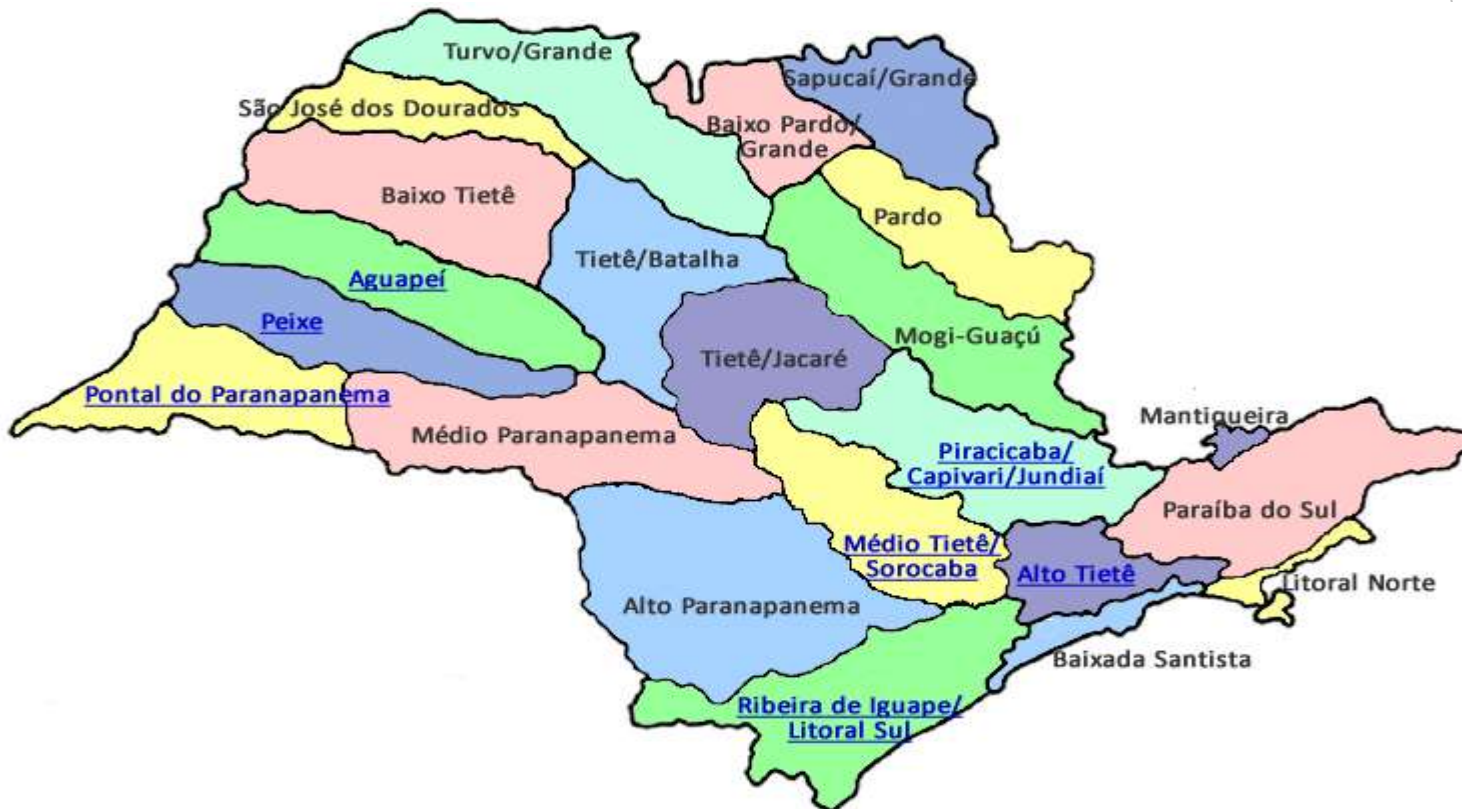 Turvo/Grande
Sapucaí/Grande
São José dos Dourados
Baixo Pardo/
Grande
Baixo Tietê
Pardo
Tietê/Batalha
Aguapeí
Peixe
Mogi-Guaçú
Tietê/Jacaré
Pontal do Paranapanema
Mantiqueira
Médio Paranapanema
Piracicaba/
Capivari/Jundiaí
Paraíba do Sul
Médio Tietê/
Sorocaba
Alto Tietê
Litoral Norte
Alto Paranapanema
Baixada Santista
Ribeira de Iguape/
Litoral Sul